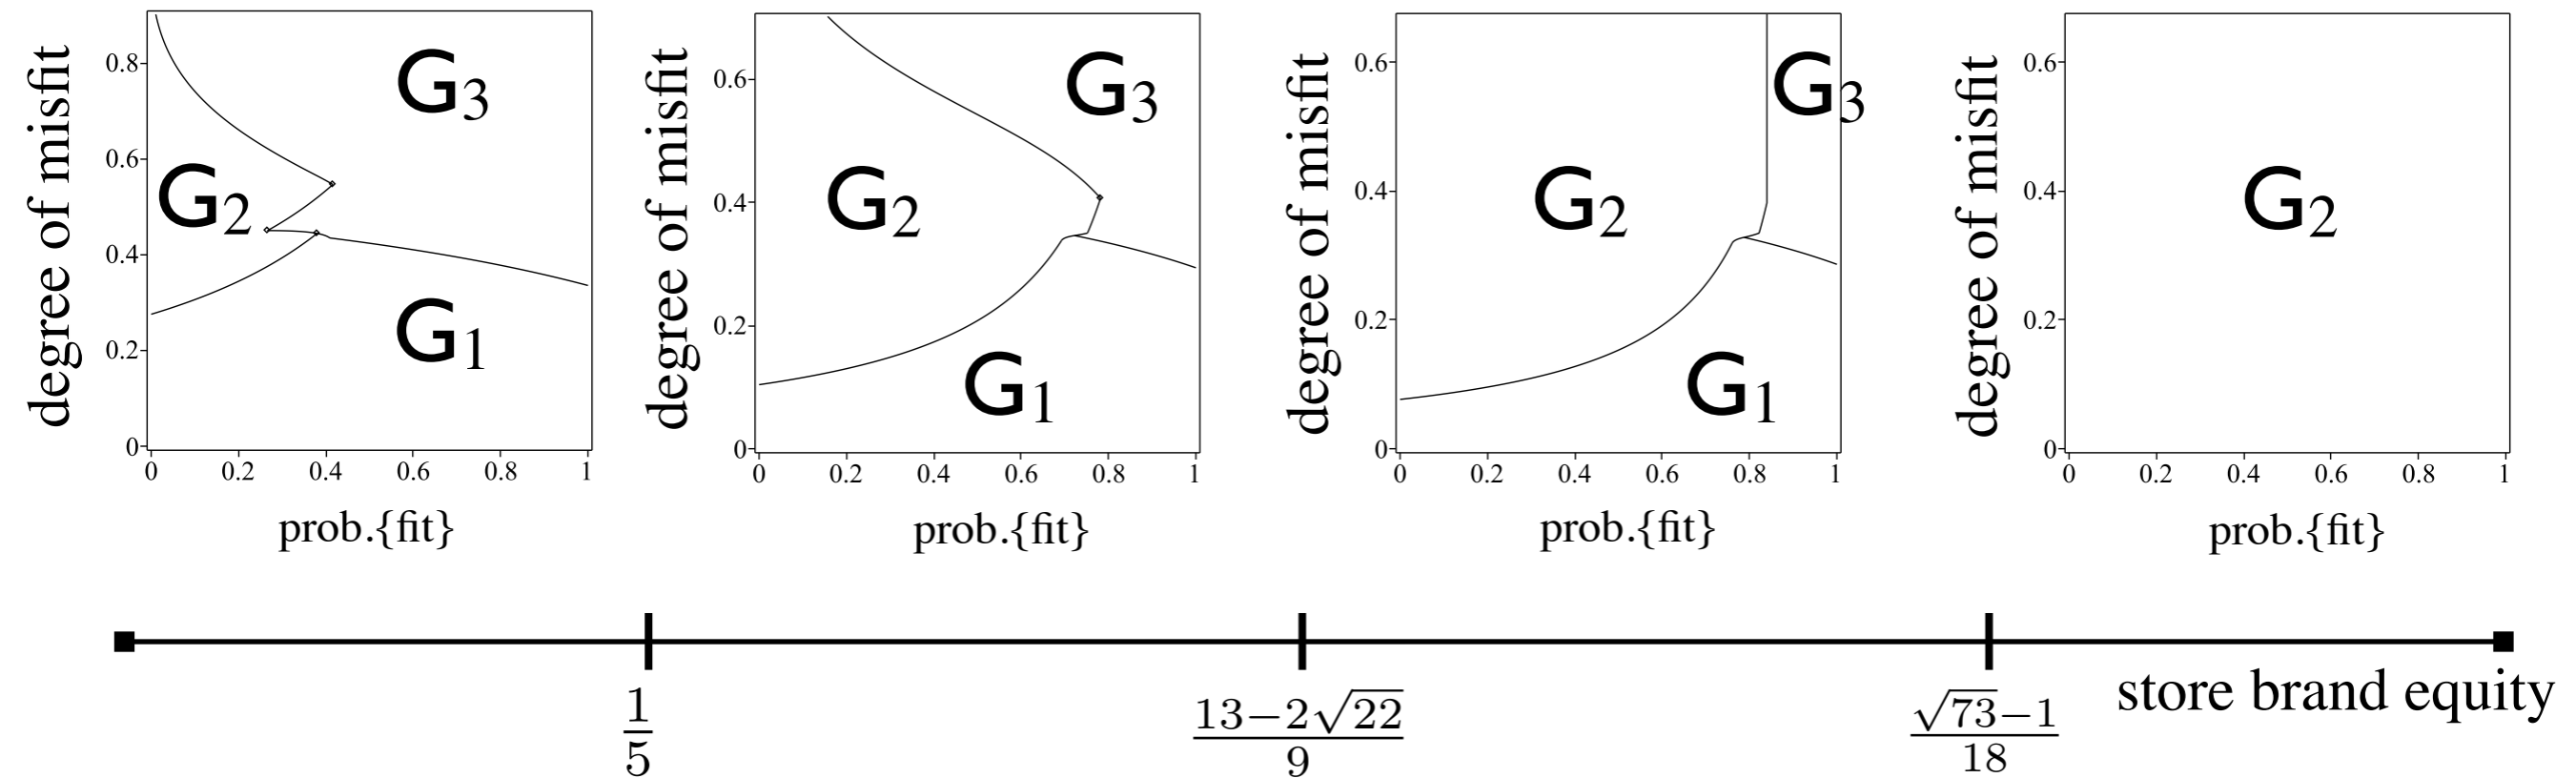 degree of misfit
0.8
0.6
0.4
0.2
0
G2
G3
G1
0 0.2 0.4 0.6 0.8 1
prob.{fit}
degree of misfit
0.6
0.4
0.2
0
G3
G2
G1
0 0.2 0.4 0.6 0.8 1
prob.{fit}
degree of misfit
0.6
0.4
0.2
0
G3
G2
G1
0 0.2 0.4 0.6 0.8 1
prob.{fit}
degree of misfit
0.6
0.4
0.2
0
G2
0 0.2 0.4 0.6 0.8 1
prob.{fit}
1
5
13−2√22
9
√73−1
18
store brand equity